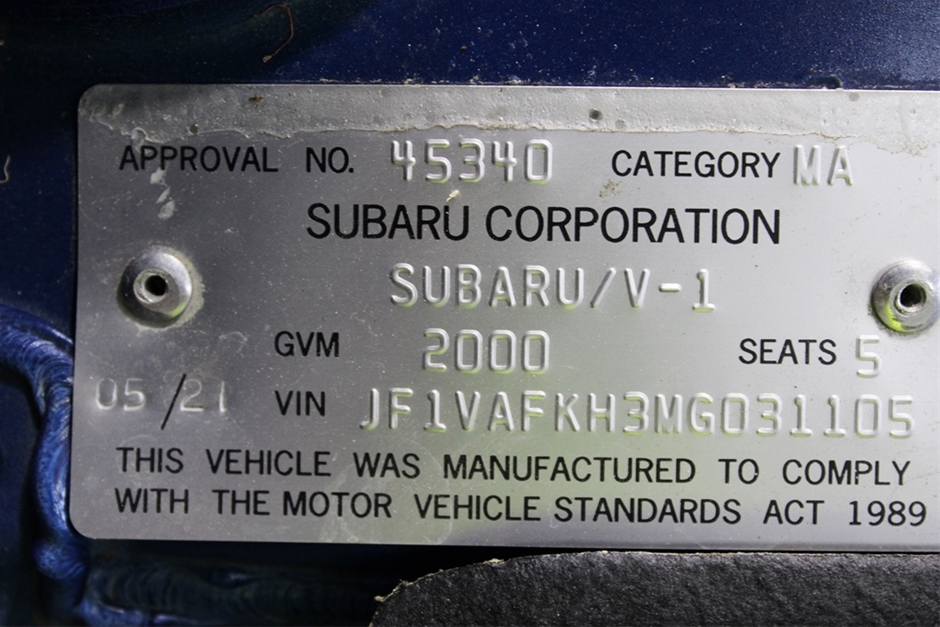 APPROVAL NO. 45340 CATEGORY MA
SUBARU CORPORATION
SUBARU/V-1
GVM 2000 SEATS 5
05/21 VIN JF1VAFKH3MG031105
THIS VEHICLE WAS MANUFACTURED TO COMPLY
WITH THE MOTOR VEHICLE STANDARDS ACT 1989